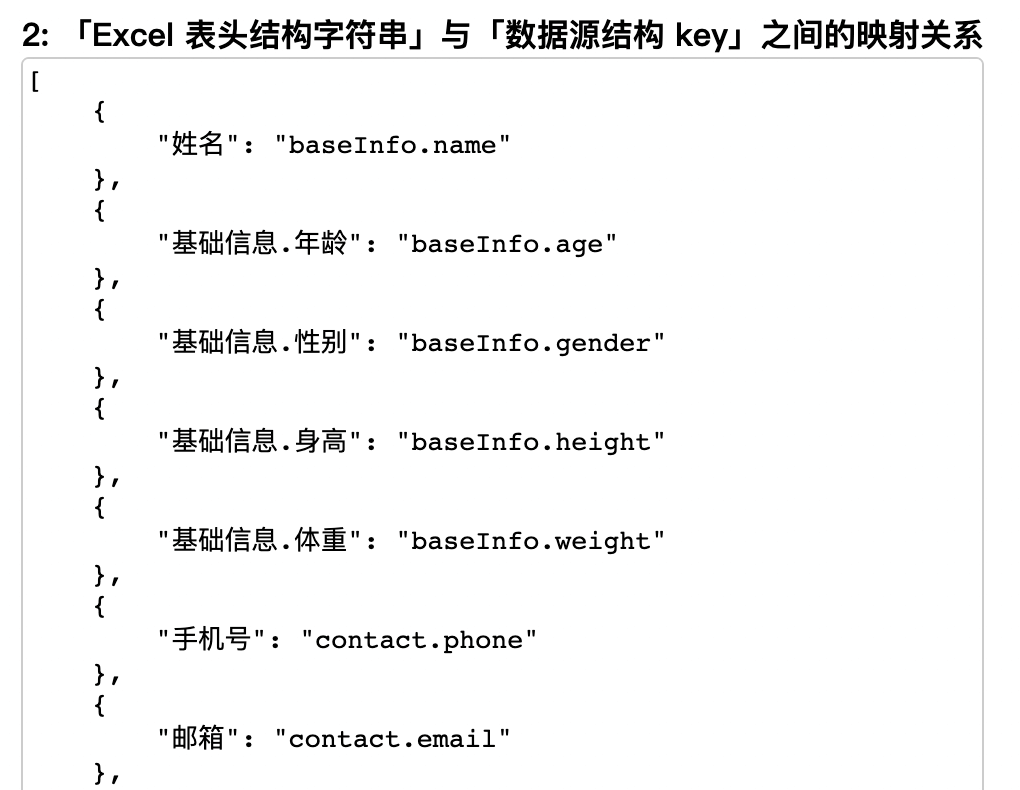 2: 「Excel 表头结构字符串」与「数据源结构 key」之间的映射关系
[
    {
        "姓名": "baseInfo.name"
    },
    {
        "基础信息.年龄": "baseInfo.age"
    },
    {
        "基础信息.性别": "baseInfo.gender"
    },
    {
        "基础信息.身高": "baseInfo.height"
    },
    {
        "基础信息.体重": "baseInfo.weight"
    },
    {
        "手机号": "contact.phone"
    },
    {
        "邮箱": "contact.email"
    },